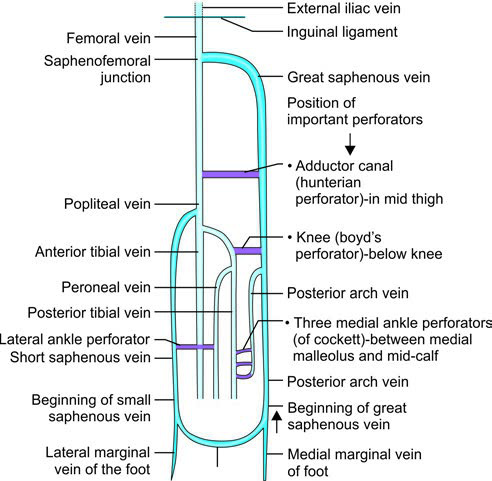 External iliac vein
Inguinal ligament
Femoral vein
Saphenofemoral
junction
Great saphenous vein
Position of
important perforators
• Adductor canal
(hunterian
perforator)-in mid thigh
Popliteal vein
• Knee (boyd's
perforator)-below knee
Anterior tibial vein
Peroneal vein
Posterior arch vein
Posterior tibial vein
• Three medial ankle perforators
(of cockett)-between medial
malleolus and mid-calf
Lateral ankle perforator
Short saphenous vein
Posterior arch vein
Beginning of small
saphenous vein
Beginning of great
saphenous vein
Lateral marginal
vein of the foot
Medial marginal vein
of foot